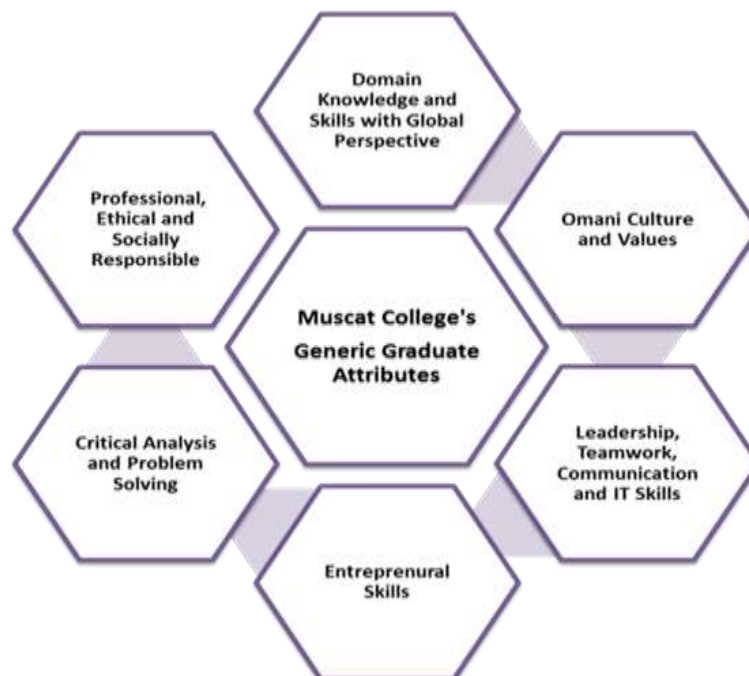 Domain
Knowledge and
Skills with Global
Perspective
Omani Culture
and Values
Leadership,
Teamwork,
Communication
and IT Skills
Entreprenural
Skills
Critical Analysis
and Problem
Solving
Professional,
Ethical and
Socially
Responsible
Muscat College's
Generic Graduate
Attributes